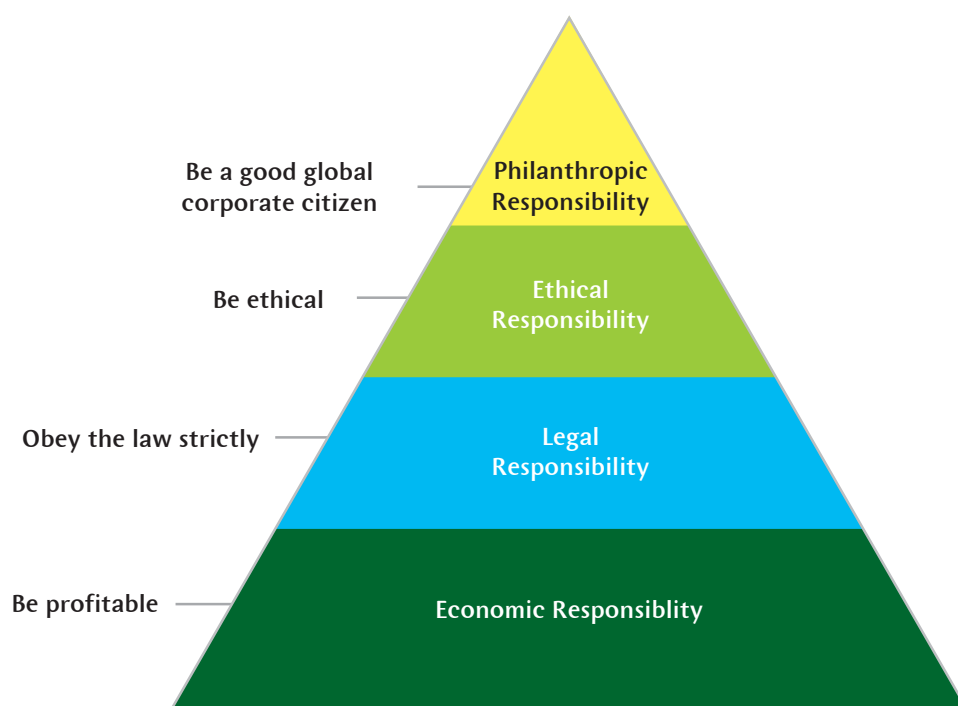 Be a good global
corporate citizen
Philanthropic
Responsibility
Be ethical
Ethical
Responsibility
Obey the law strictly
Legal
Responsibility
Be profitable
Economic Responsiblity